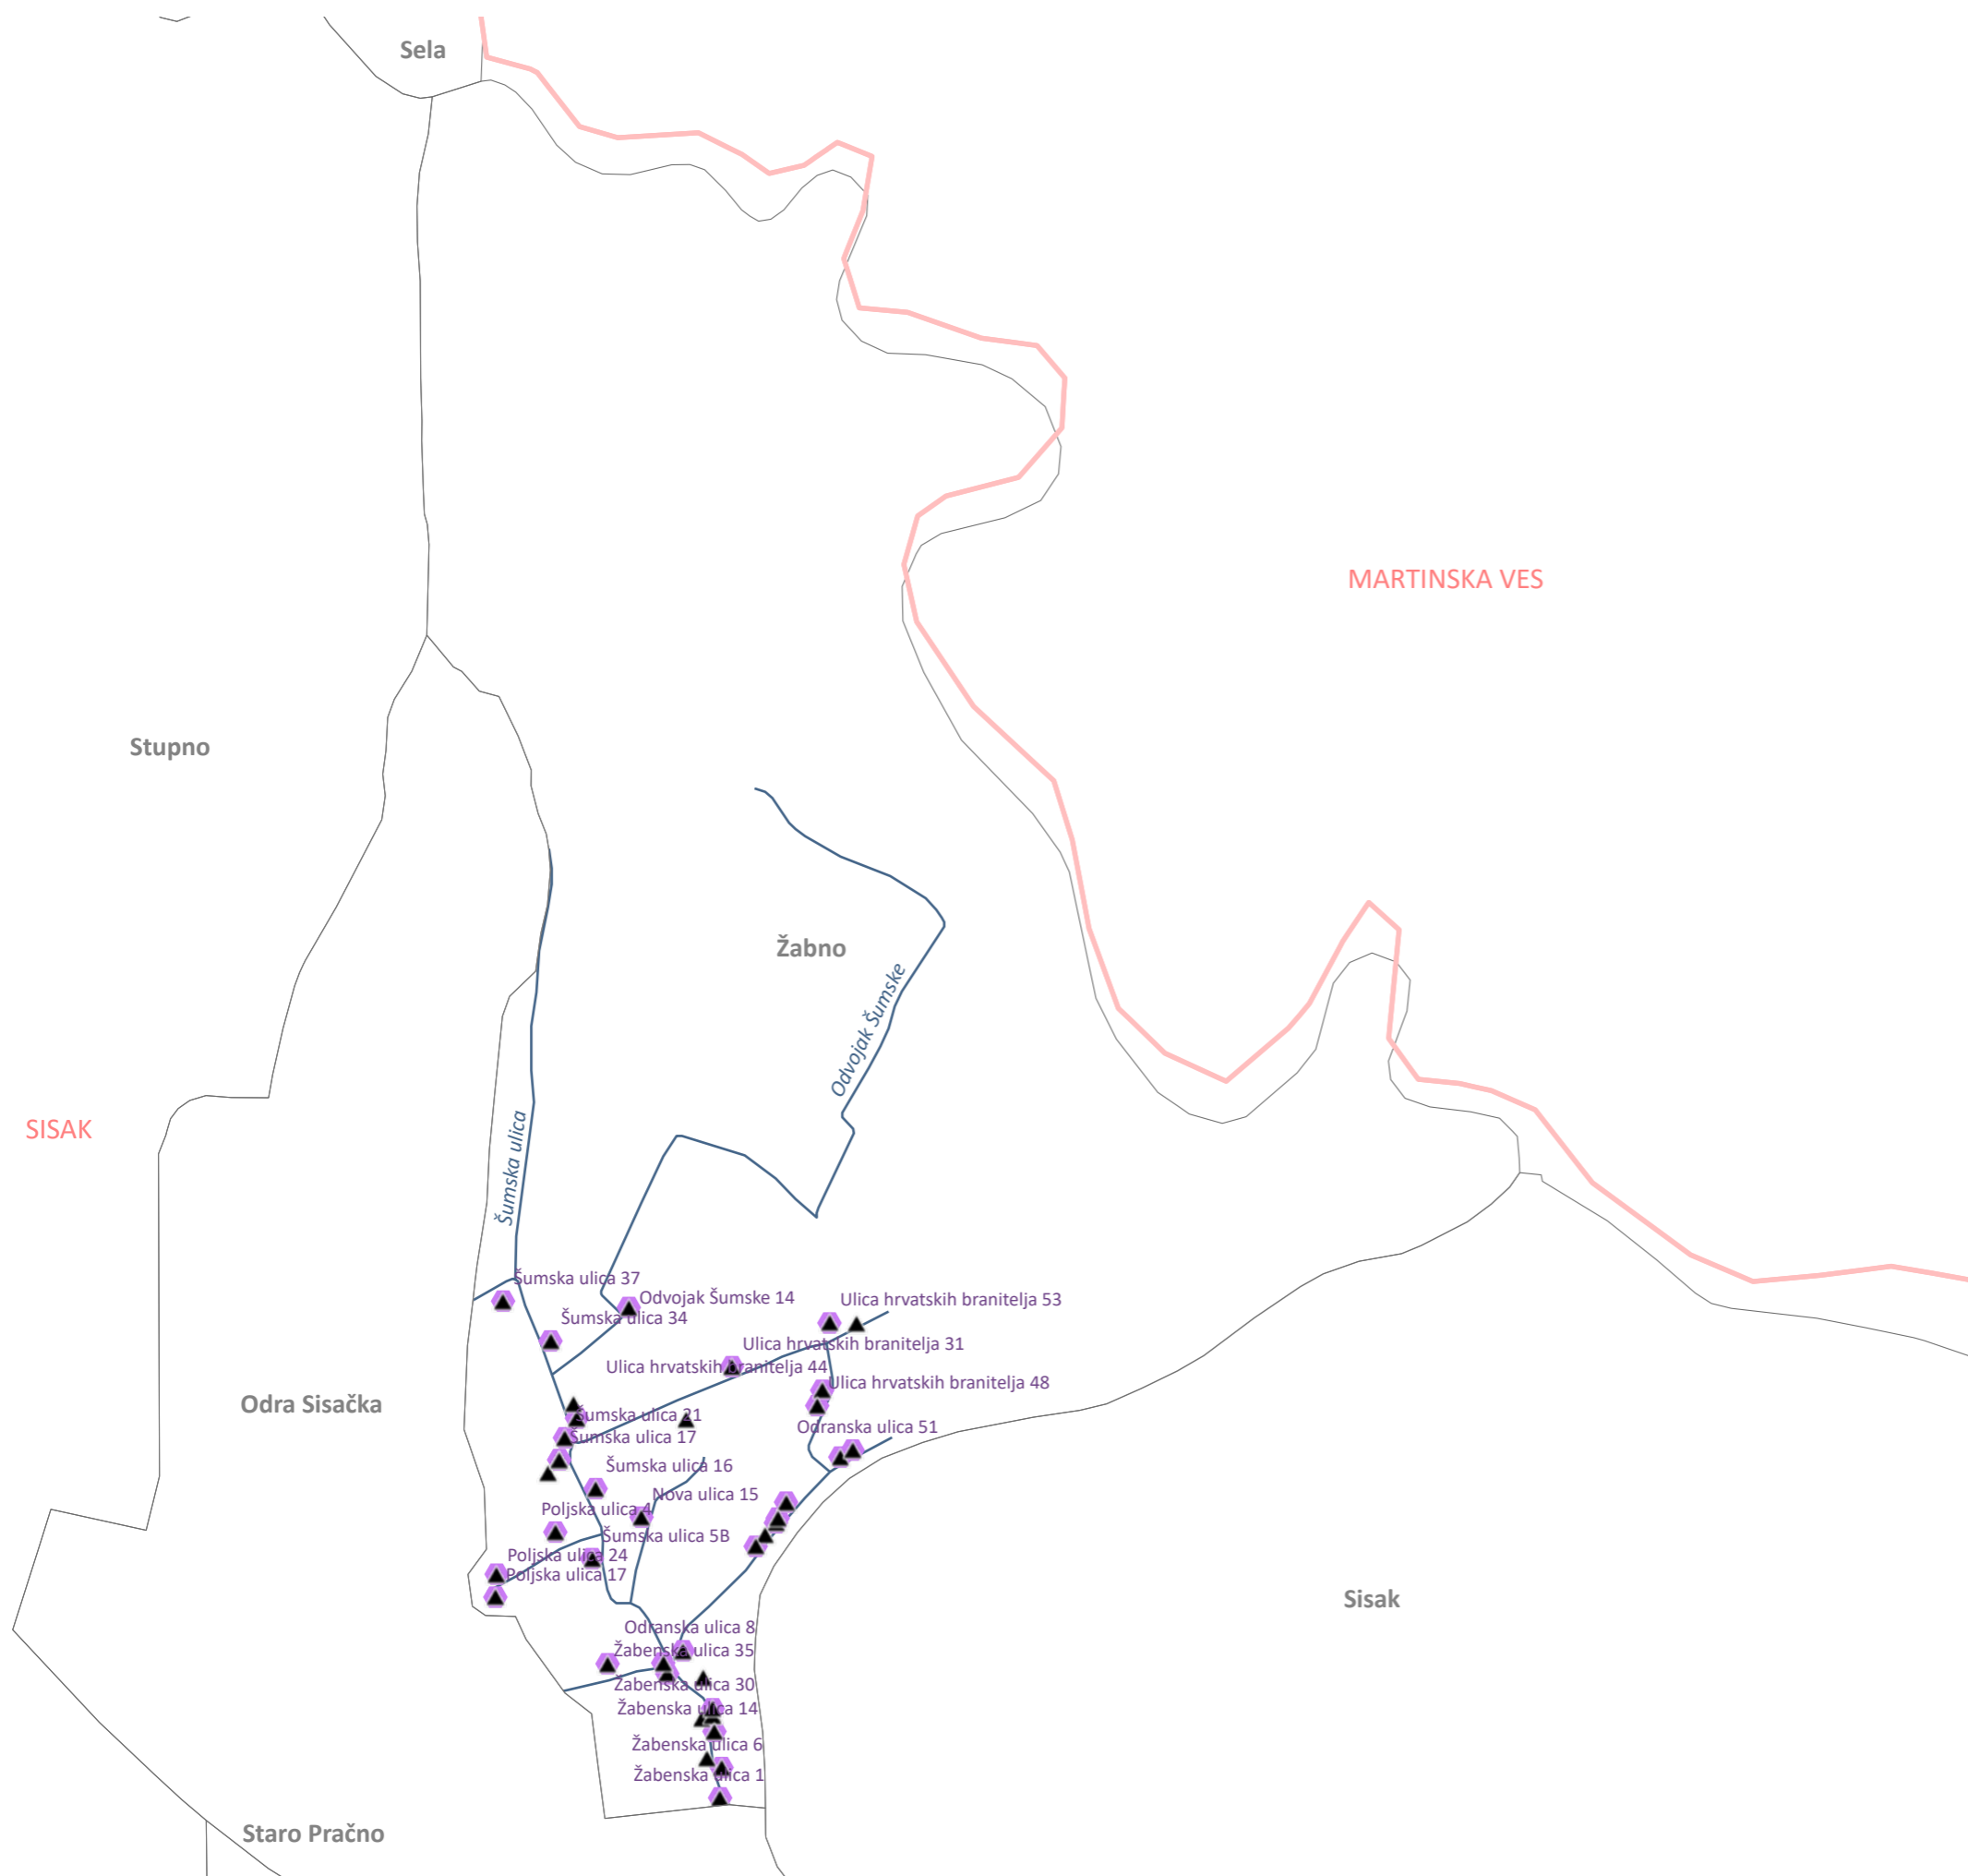 Sela
MARTINSKA VES
Stupno
Žabno
Odvojak Šumske
SISAK
Šumska ulica
Šumska ulica 37
Odvojak Šumske 14
Ulica hrvatskih branitelja 53
Šumska ulica 34
Ulica hrvatskih branitelja 31
Ulica hrvatskih branitelja 44
Ulica hrvatskih branitelja 48
Odra Sisačka
Šumska ulica 21
Odranska ulica 51
Šumska ulica 17
Šumska ulica 16
Nova ulica 15
Poljska ulica 4
Šumska ulica 5B
Poljska ulica 24
Poljska ulica 17
Sisak
Odranska ulica 8
Žabenska ulica 35
Žabenska ulica 30
Žabenska ulica 14
Žabenska ulica 6
Žabenska ulica 1
Staro Pračno